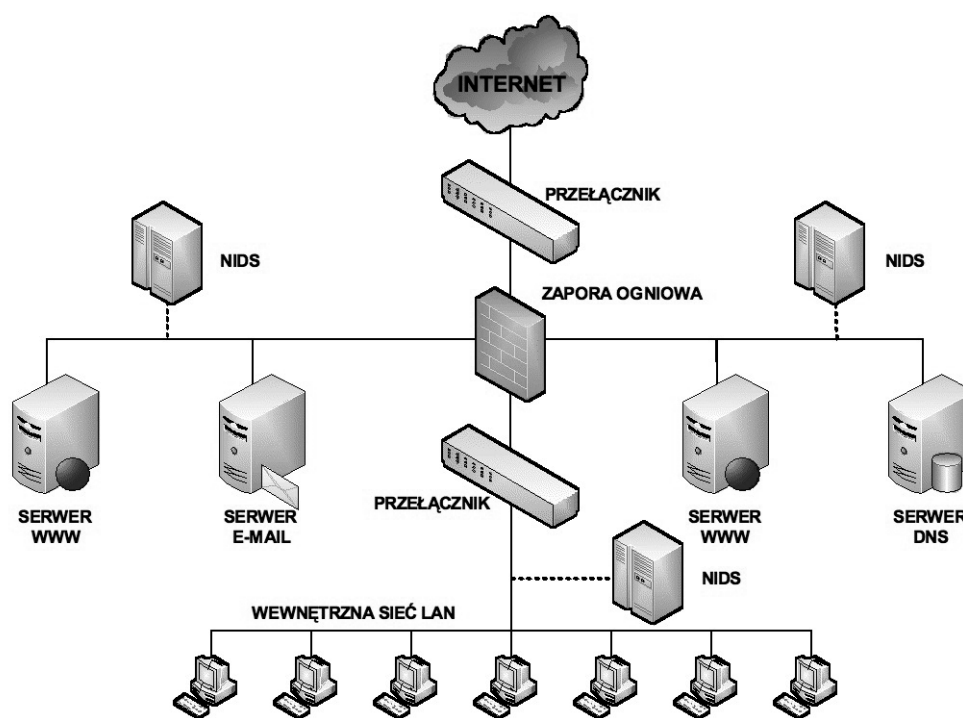 INTERNET
PRZEŁĄCZNIK
NIDS
NIDS
ZAPORA OGNIOWA
SERWER
WWW
SERWER
E-MAIL
PRZEŁĄCZNIK
SERWER
WWW
SERWER
DNS
NIDS
WEWNĘTRZNA SIEĆ LAN